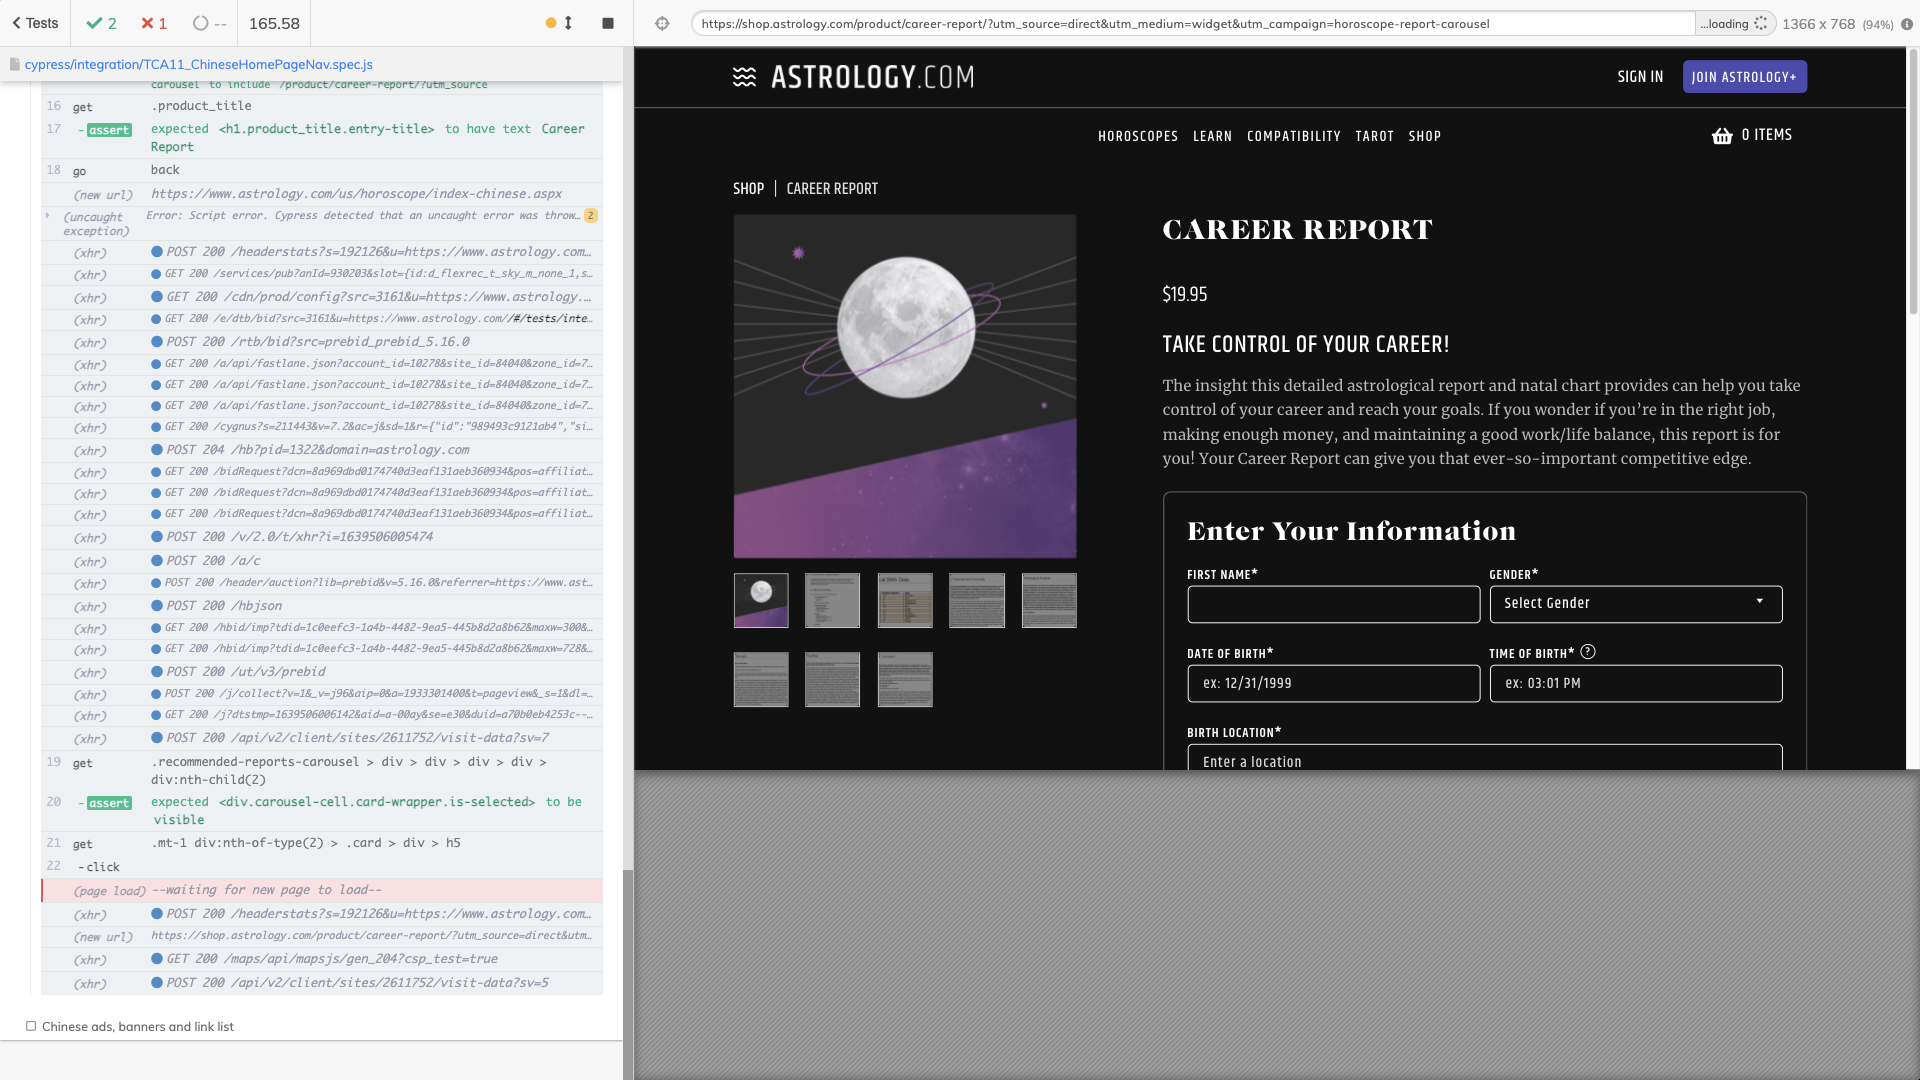 Tests
2
1
--
165.58
cypress/integration/TCA11_ChineseHomePageNav.spec.js
carousel to include /product/career-report/?utm_source
16 get .product_title
17 -assert expected <h1.product_title.entry-title> to have text Career
Report
18 go back
(new url) https://www.astrology.com/us/horoscope/index-chinese.aspx
(uncaught exception) Error: Script error. Cypress detected that an uncaught error was throw… 2
(xhr) POST 200 /headerstats?s=192126&u=https://www.astrology.com…
(xhr) GET 200 /services/pub?anId=930203&slot={id:d_flexrec_t_sky_m_none_1,s…
(xhr) GET 200 /cdn/prod/config?src=3161&u=https://www.astrology.…
(xhr) GET 200 /e/dtb/bid?src=3161&u=https://www.astrology.com//#/tests/inte…
(xhr) POST 200 /rtb/bid?src=prebid_prebid_5.16.0
(xhr) GET 200 /a/api/fastlane.json?account_id=10278&site_id=84040&zone_id=7…
(xhr) GET 200 /a/api/fastlane.json?account_id=10278&site_id=84040&zone_id=7…
(xhr) GET 200 /a/api/fastlane.json?account_id=10278&site_id=84040&zone_id=7…
(xhr) GET 200 /cygnus?s=211443&v=7.2&ac=j&sd=1&r={"id":"989493c9121ab4","si…
(xhr) POST 204 /hb?pid=1322&domain=astrology.com
(xhr) GET 200 /bidRequest?dcn=8a969dbd0174740d3eaf131aeb360934&pos=affiliat…
(xhr) GET 200 /bidRequest?dcn=8a969dbd0174740d3eaf131aeb360934&pos=affiliat…
(xhr) GET 200 /bidRequest?dcn=8a969dbd0174740d3eaf131aeb360934&pos=affiliat…
(xhr) POST 200 /v/2.0/t/xhr?i=1639506005474
(xhr) POST 200 /a/c
(xhr) POST 200 /header/auction?lib=prebid&v=5.16.0&referrer=https://www.ast…
(xhr) POST 200 /hbjson
(xhr) GET 200 /hbid/imp?tdid=1c0eefc3-1a4b-4482-9ea5-445b8d2a8b62&maxw=300&…
(xhr) GET 200 /hbid/imp?tdid=1c0eefc3-1a4b-4482-9ea5-445b8d2a8b62&maxw=728&…
(xhr) POST 200 /ut/v3/prebid
(xhr) POST 200 /j/collect?v=1&_v=j96&aip=0&a=1933301400&t=pageview&_s=1&dl=…
(xhr) GET 200 /j?dtstmp=1639506006142&aid=a-00ay&se=e30&duid=a70b0eb4253c--…
(xhr) POST 200 /api/v2/client/sites/2611752/visit-data?sv=7
19 get .recommended-reports-carousel > div > div > div > div >
div:nth-child(2)
20 -assert expected <div.carousel-cell.card-wrapper.is-selected> to be
visible
21 get .mt-1 div:nth-of-type(2) > .card > div > h5
22 -click
(page load) --waiting for new page to load--
(xhr) POST 200 /headerstats?s=192126&u=https://www.astrology.com…
(new url) https://shop.astrology.com/product/career-report/?utm_source=direct&utm…
(xhr) GET 200 /maps/api/mapsjs/gen_204?csp_test=true
(xhr) POST 200 /api/v2/client/sites/2611752/visit-data?sv=5
Chinese ads, banners and link list
https://shop.astrology.com/product/career-report/?utm_source=direct&utm_medium=widget&utm_campaign=horoscope-report-carousel
...loading
1366 x 768 (94%)
ASTROLOGY.COM
SIGN IN
JOIN ASTROLOGY+
HOROSCOPES LEARN COMPATIBILITY TAROT SHOP
0 ITEMS
SHOP | CAREER REPORT
CAREER REPORT
$19.95
TAKE CONTROL OF YOUR CAREER!
The insight this detailed astrological report and natal chart provides can help you take
control of your career and reach your goals. If you wonder if you’re in the right job,
making enough money, and maintaining a good work/life balance, this report is for
you! Your Career Report can give you that ever-so-important competitive edge.
Enter Your Information
FIRST NAME* GENDER*
Select Gender
DATE OF BIRTH* TIME OF BIRTH* ?
ex: 12/31/1999 ex: 03:01 PM
BIRTH LOCATION*
Enter a location